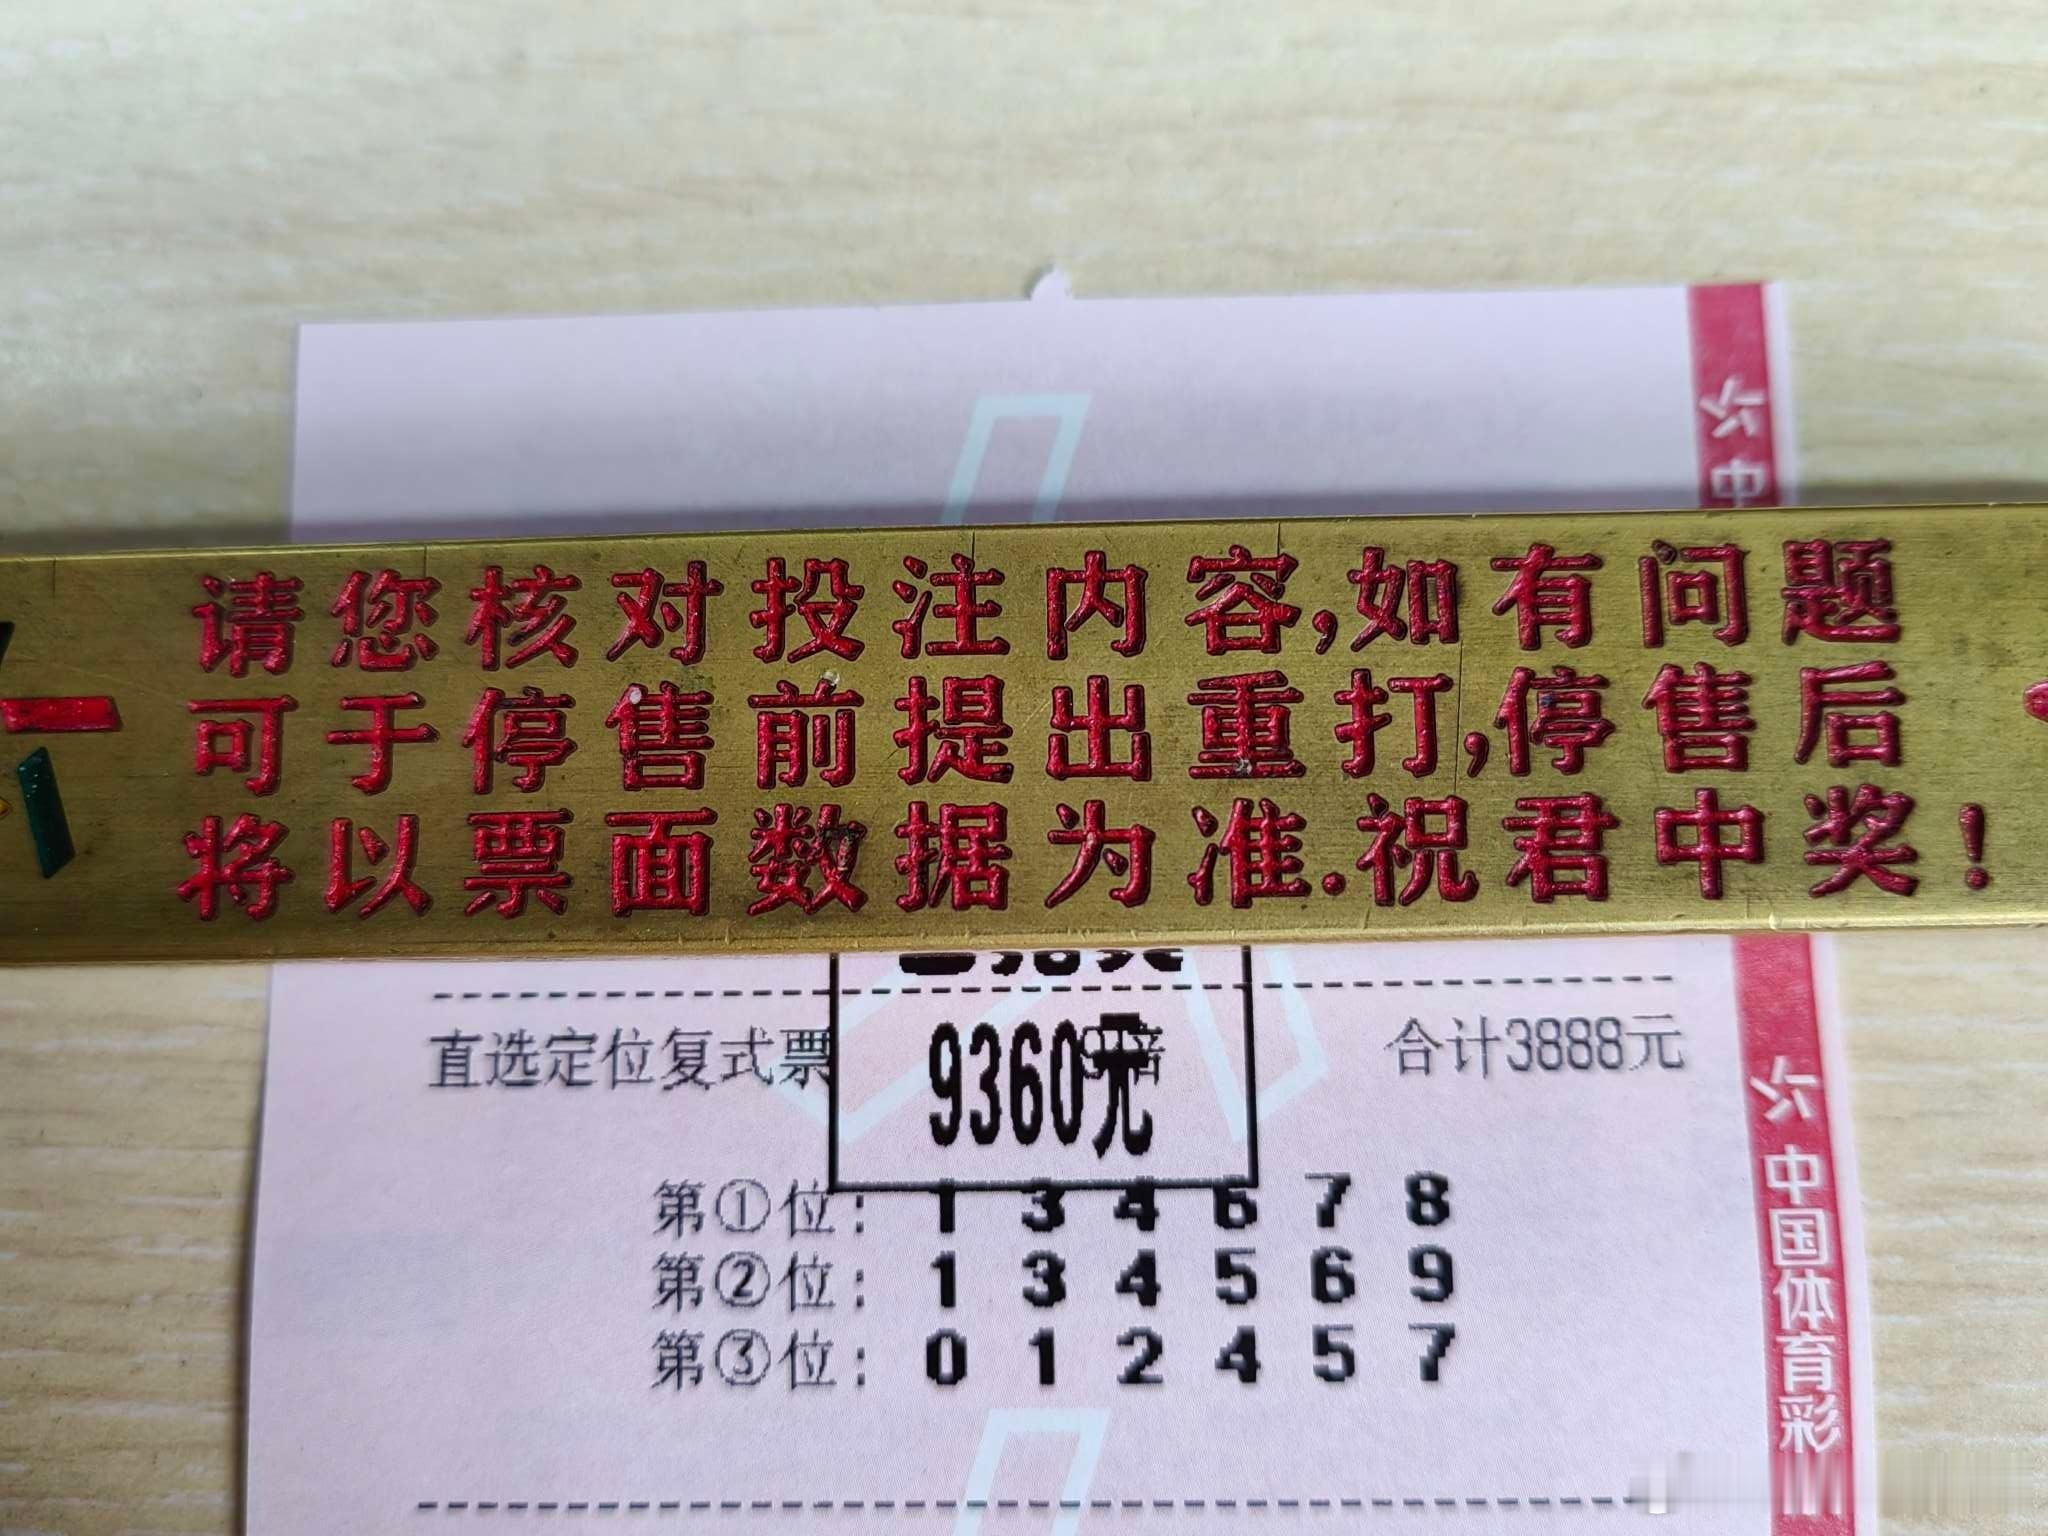 请您核对投注内容,如有问题
可于停售前提出重打,停售后
将以票面数据为准.祝君中奖!
直选定位复式票 倍 合计3888元
9360元
第①位: 1 3 4 6 7 8
第②位: 1 3 4 5 6 9
第③位: 0 1 2 4 5 7
中
中国体育彩